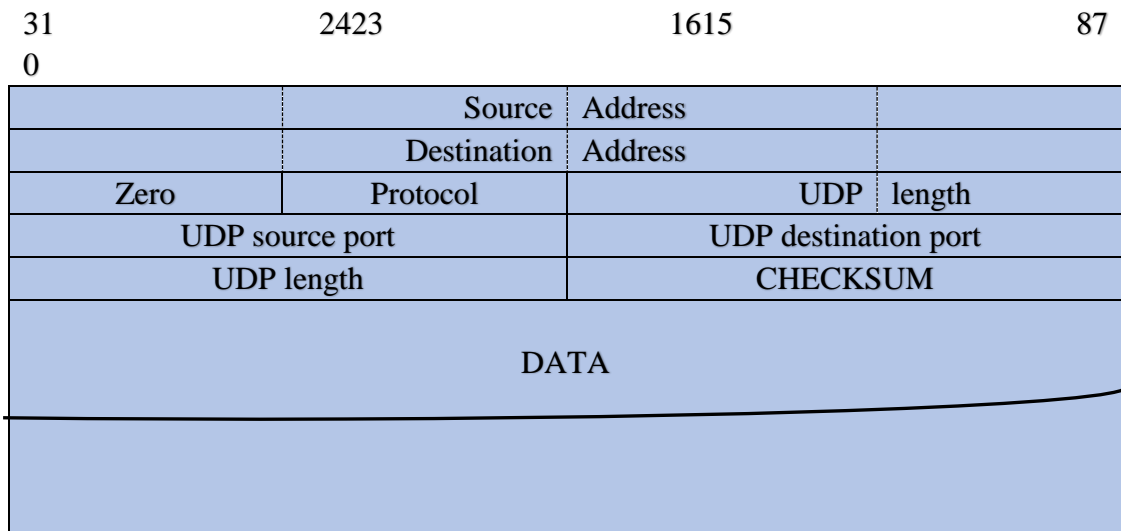 31 2423 1615 87
0
Source Address
Destination Address
Zero Protocol UDP length
UDP source port UDP destination port
UDP length CHECKSUM
DATA